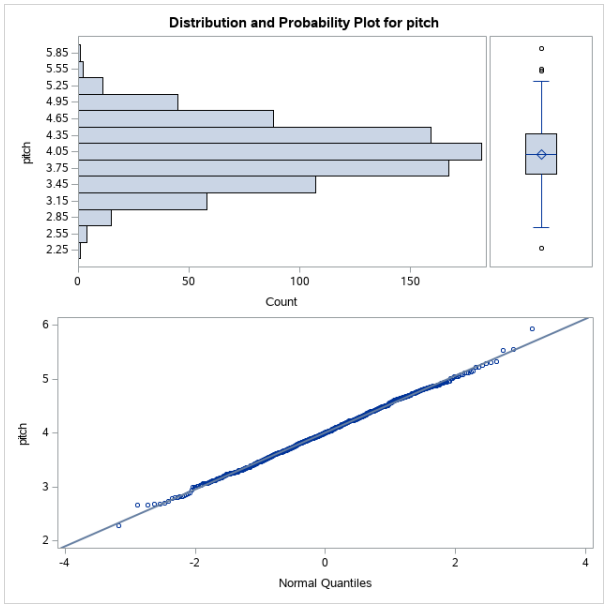 Distribution and Probability Plot for pitch
5.85
5.55
5.25
4.95
4.65
4.35
4.05
3.75
3.45
3.15
2.85
2.55
2.25
pitch
0 50 100 150
Count
6
5
4
3
2
pitch
-4 -2 0 2 4
Normal Quantiles